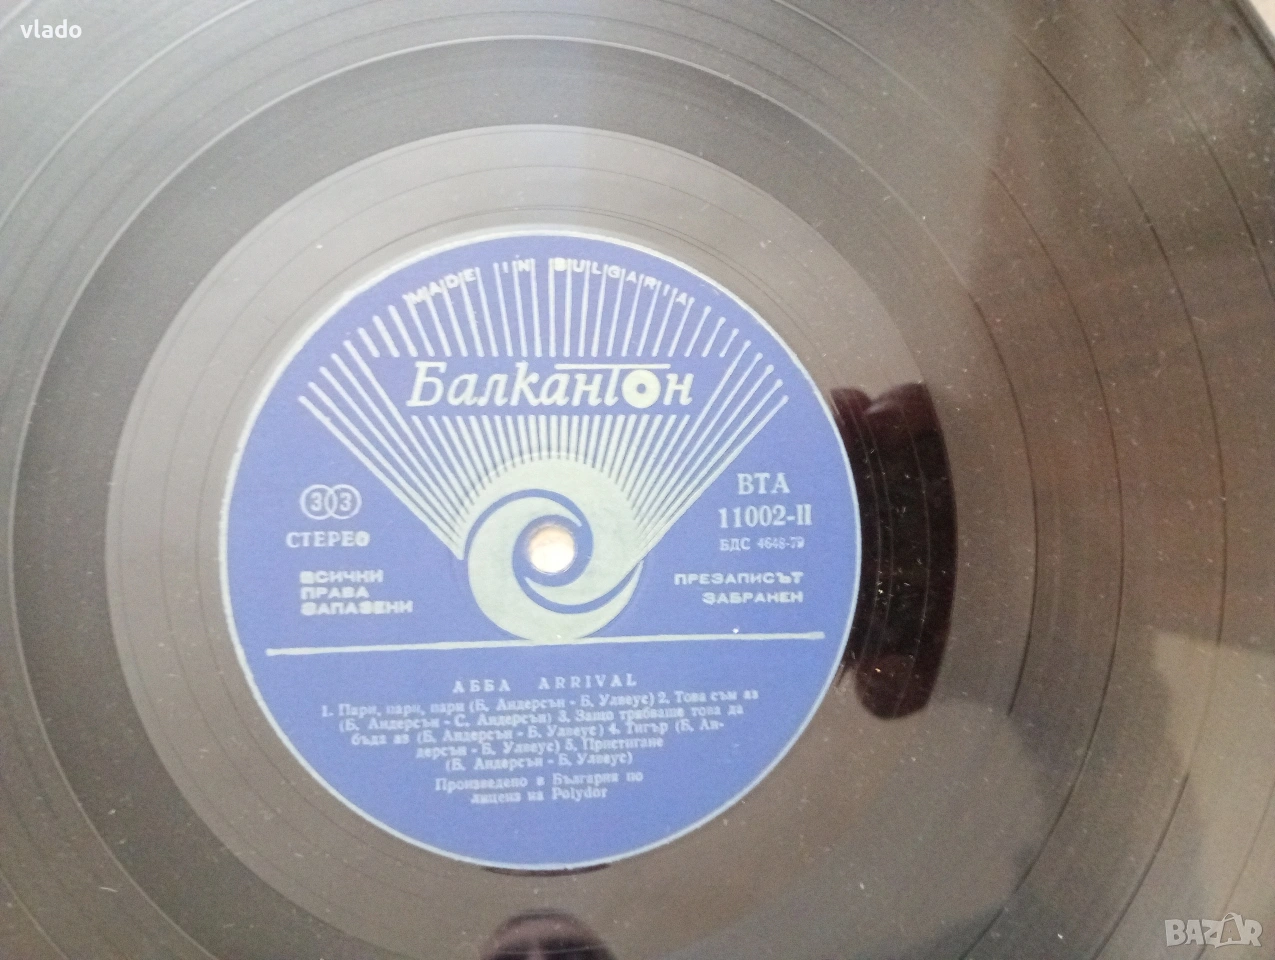 vlado
MADE IN BULGARIA
Балкантон
33
СТЕРЕО
ВТА
11002-II
БДС 4648-79
ВСИЧКИ
ПРАВА
ЗАПАЗЕНИ
ПРЕЗАПИСЪТ
ЗАБРАНЕН
АББА ARRIVAL
1. Пари, пари, пари (Б. Андерсън - Б. Улвеус) 2. Това съм аз
(Б. Андерсън - С. Андерсън) 3. Защо трябваше това да
бъда аз (Б. Андерсън - Б. Улвеус) 4. Тигър (Б. Ан-
дерсън - Б. Улвеус) 5. Пристигане
(Б. Андерсън - Б. Улвеус)
Произведено в България по
лиценз на Polydor
BAZAR